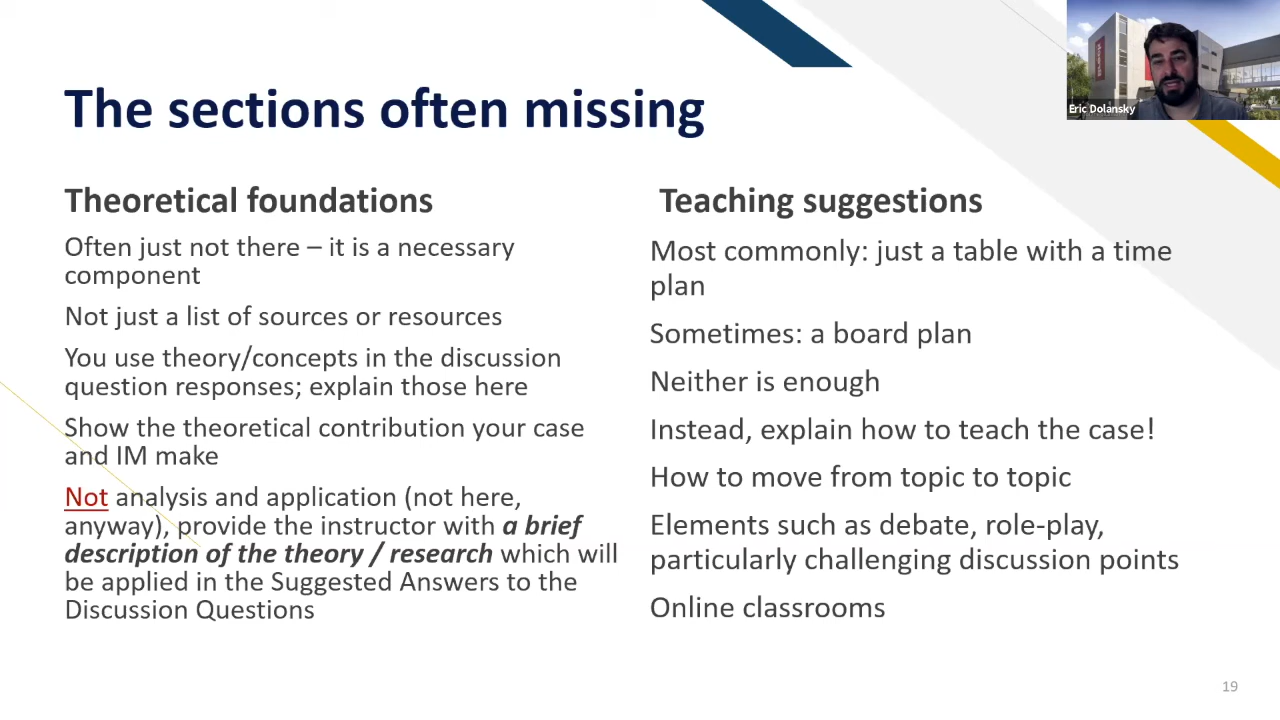 The sections often missing
Eric Dolansky
Theoretical foundations
Often just not there – it is a necessary
component
Not just a list of sources or resources
You use theory/concepts in the discussion
question responses; explain those here
Show the theoretical contribution your case
and IM make
Not analysis and application (not here,
anyway), provide the instructor with a brief
description of the theory / research which will
be applied in the Suggested Answers to the
Discussion Questions
Teaching suggestions
Most commonly: just a table with a time
plan
Sometimes: a board plan
Neither is enough
Instead, explain how to teach the case!
How to move from topic to topic
Elements such as debate, role-play,
particularly challenging discussion points
Online classrooms
19